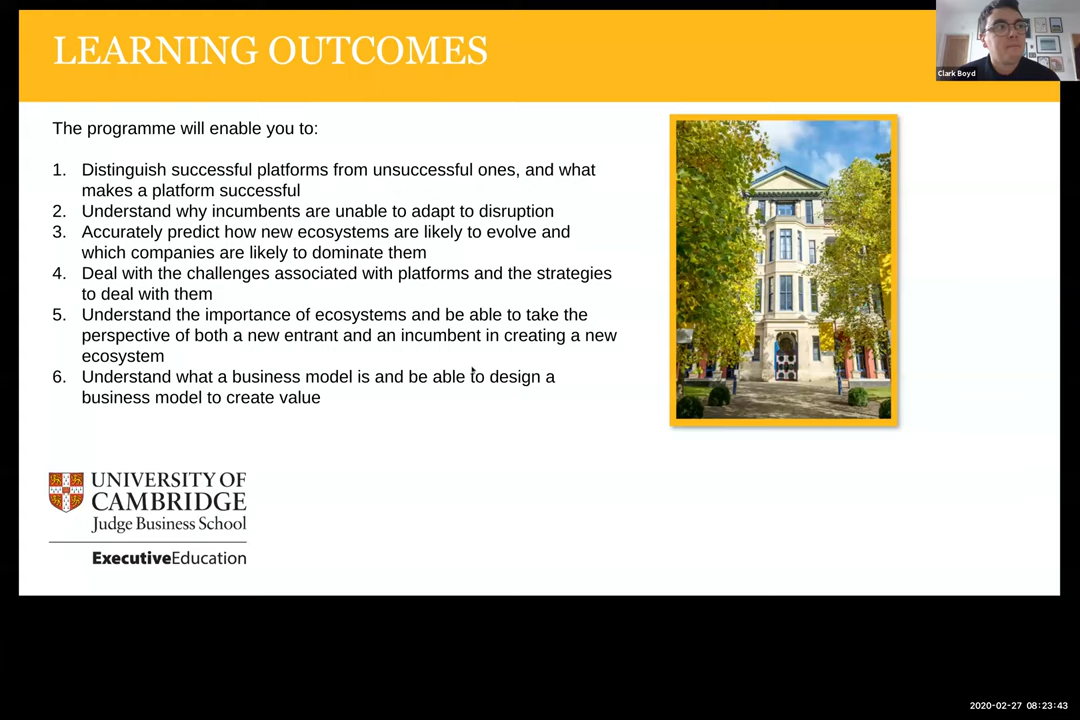 LEARNING OUTCOMES
Clark Boyd
The programme will enable you to:
1. Distinguish successful platforms from unsuccessful ones, and what
makes a platform successful
2. Understand why incumbents are unable to adapt to disruption
3. Accurately predict how new ecosystems are likely to evolve and
which companies are likely to dominate them
4. Deal with the challenges associated with platforms and the strategies
to deal with them
5. Understand the importance of ecosystems and be able to take the
perspective of both a new entrant and an incumbent in creating a new
ecosystem
6. Understand what a business model is and be able to design a
business model to create value
UNIVERSITY OF
CAMBRIDGE
Judge Business School
ExecutiveEducation
2020-02-27 08:23:43